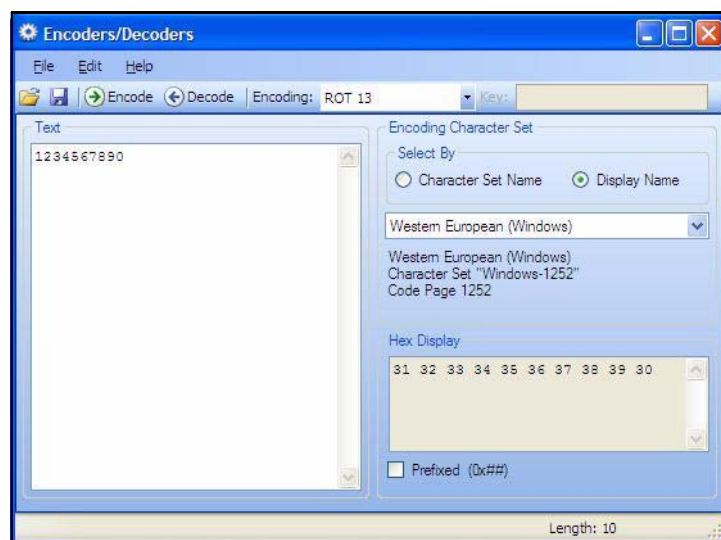 Encoders/Decoders
File Edit Help
Encode Decode Encoding: ROT 13 Key:
Text
1234567890
Encoding Character Set
Select By
Character Set Name Display Name
Western European (Windows)
Western European (Windows)
Character Set "Windows-1252"
Code Page 1252
Hex Display
31 32 33 34 35 36 37 38 39 30
Prefixed (0x##)
Length: 10